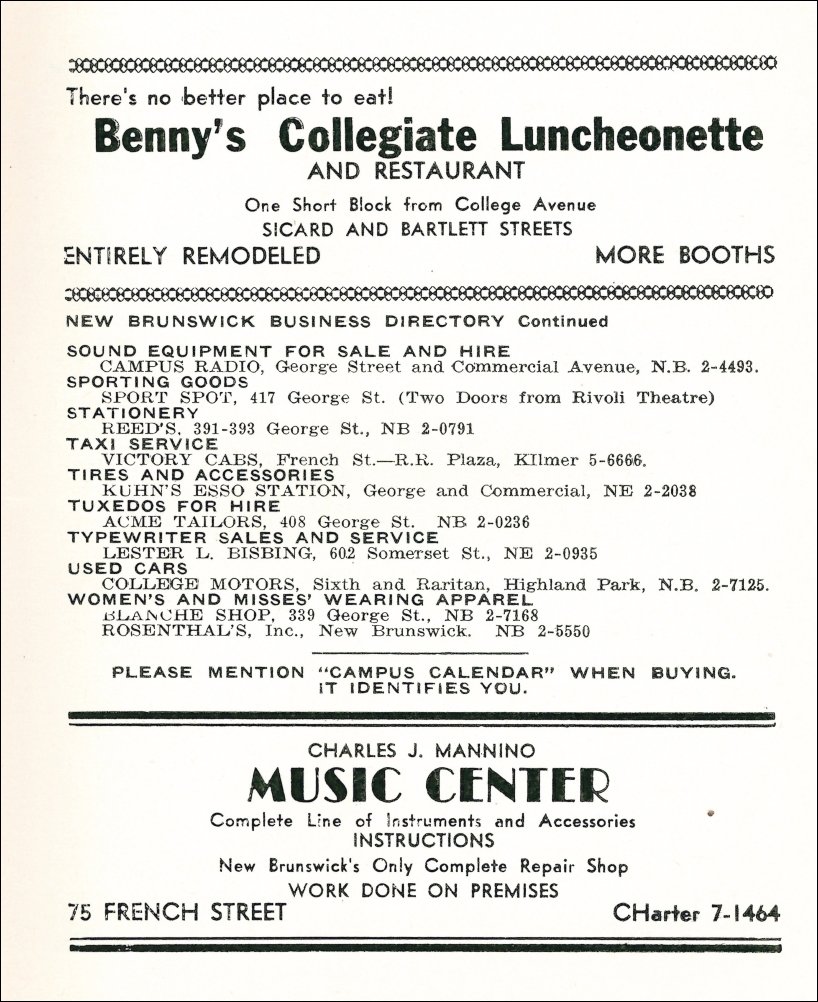 There's no better place to eat!
Benny's Collegiate Luncheonette
AND RESTAURANT
One Short Block from College Avenue
SICARD AND BARTLETT STREETS
ENTIRELY REMODELED MORE BOOTHS
NEW BRUNSWICK BUSINESS DIRECTORY Continued
SOUND EQUIPMENT FOR SALE AND HIRE
CAMPUS RADIO, George Street and Commercial Avenue, N.B. 2-4493.
SPORTING GOODS
SPORT SPOT, 417 George St. (Two Doors from Rivoli Theatre)
STATIONERY
REED'S, 391-393 George St., NB 2-0791
TAXI SERVICE
VICTORY CABS, French St.—R.R. Plaza, KIlmer 5-6666.
TIRES AND ACCESSORIES
KUHN'S ESSO STATION, George and Commercial, NE 2-2038
TUXEDOS FOR HIRE
ACME TAILORS, 408 George St. NB 2-0236
TYPEWRITER SALES AND SERVICE
LESTER L. BISBING, 602 Somerset St., NE 2-0935
USED CARS
COLLEGE MOTORS, Sixth and Raritan, Highland Park, N.B. 2-7125.
WOMEN'S AND MISSES' WEARING APPAREL
BLANCHE SHOP, 339 George St., NB 2-7168
ROSENTHAL'S, Inc., New Brunswick. NB 2-5550
PLEASE MENTION "CAMPUS CALENDAR" WHEN BUYING.
IT IDENTIFIES YOU.
CHARLES J. MANNINO
MUSIC CENTER
Complete Line of Instruments and Accessories
INSTRUCTIONS
New Brunswick's Only Complete Repair Shop
WORK DONE ON PREMISES
75 FRENCH STREET CHarter 7-1464